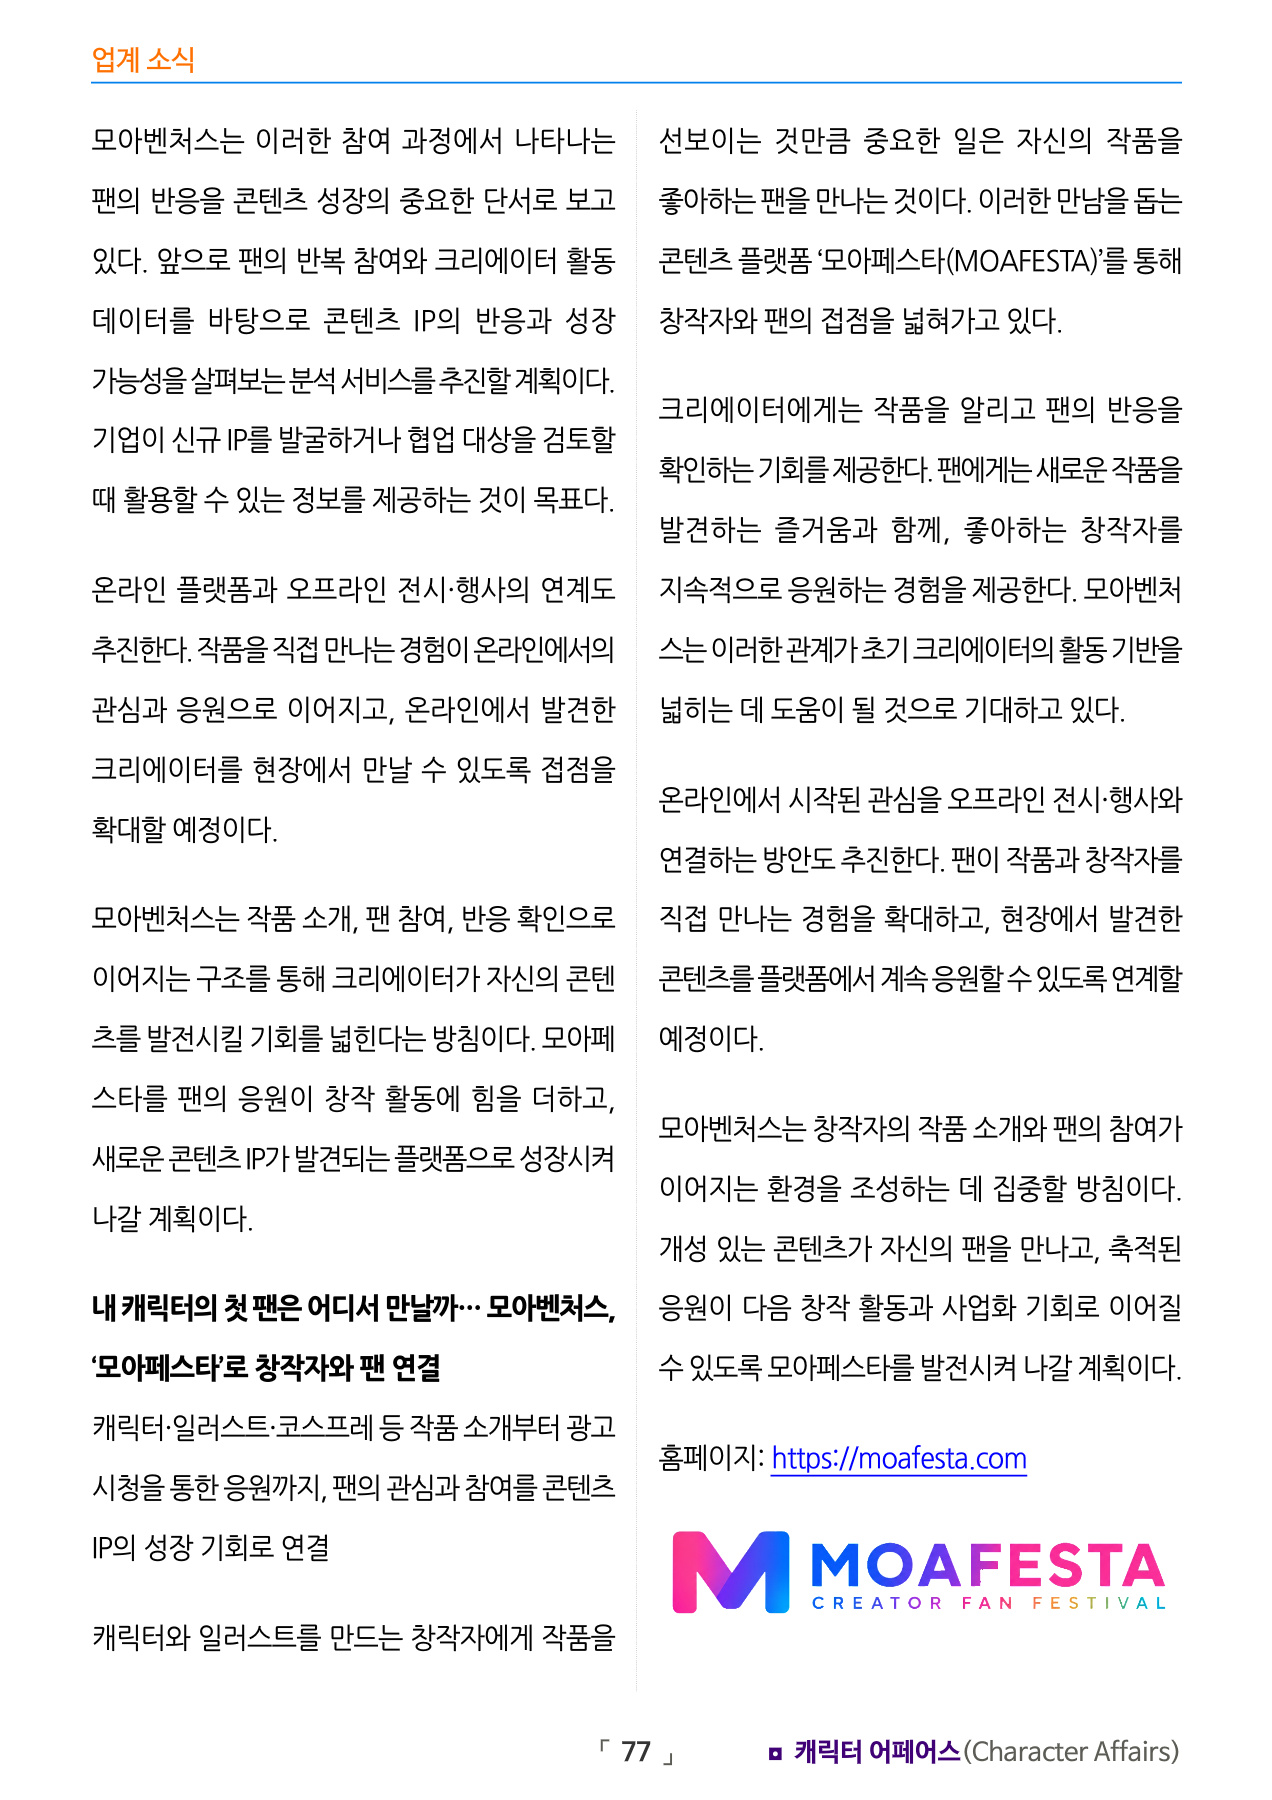 업계 소식
모아벤처스는 이러한 참여 과정에서 나타나는
팬의 반응을 콘텐츠 성장의 중요한 단서로 보고
있다. 앞으로 팬의 반복 참여와 크리에이터 활동
데이터를 바탕으로 콘텐츠 IP의 반응과 성장
가능성을 살펴보는 분석 서비스를 추진할 계획이다.
기업이 신규 IP를 발굴하거나 협업 대상을 검토할
때 활용할 수 있는 정보를 제공하는 것이 목표다.
온라인 플랫폼과 오프라인 전시·행사의 연계도
추진한다. 작품을 직접 만나는 경험이 온라인에서의
관심과 응원으로 이어지고, 온라인에서 발견한
크리에이터를 현장에서 만날 수 있도록 접점을
확대할 예정이다.
모아벤처스는 작품 소개, 팬 참여, 반응 확인으로
이어지는 구조를 통해 크리에이터가 자신의 콘텐
츠를 발전시킬 기회를 넓힌다는 방침이다. 모아페
스타를 팬의 응원이 창작 활동에 힘을 더하고,
새로운 콘텐츠 IP가 발견되는 플랫폼으로 성장시켜
나갈 계획이다.
내 캐릭터의 첫 팬은 어디서 만날까… 모아벤처스,
‘모아페스타’로 창작자와 팬 연결
캐릭터·일러스트·코스프레 등 작품 소개부터 광고
시청을 통한 응원까지, 팬의 관심과 참여를 콘텐츠
IP의 성장 기회로 연결
캐릭터와 일러스트를 만드는 창작자에게 작품을
선보이는 것만큼 중요한 일은 자신의 작품을
좋아하는 팬을 만나는 것이다. 이러한 만남을 돕는
콘텐츠 플랫폼 ‘모아페스타(MOAFESTA)’를 통해
창작자와 팬의 접점을 넓혀가고 있다.
크리에이터에게는 작품을 알리고 팬의 반응을
확인하는 기회를 제공한다. 팬에게는 새로운 작품을
발견하는 즐거움과 함께, 좋아하는 창작자를
지속적으로 응원하는 경험을 제공한다. 모아벤처
스는 이러한 관계가 초기 크리에이터의 활동 기반을
넓히는 데 도움이 될 것으로 기대하고 있다.
온라인에서 시작된 관심을 오프라인 전시·행사와
연결하는 방안도 추진한다. 팬이 작품과 창작자를
직접 만나는 경험을 확대하고, 현장에서 발견한
콘텐츠를 플랫폼에서 계속 응원할 수 있도록 연계할
예정이다.
모아벤처스는 창작자의 작품 소개와 팬의 참여가
이어지는 환경을 조성하는 데 집중할 방침이다.
개성 있는 콘텐츠가 자신의 팬을 만나고, 축적된
응원이 다음 창작 활동과 사업화 기회로 이어질
수 있도록 모아페스타를 발전시켜 나갈 계획이다.
홈페이지: https://moafesta.com
MOAFESTA
CREATOR FAN FESTIVAL
「 77 」
캐릭터 어페어스(Character Affairs)